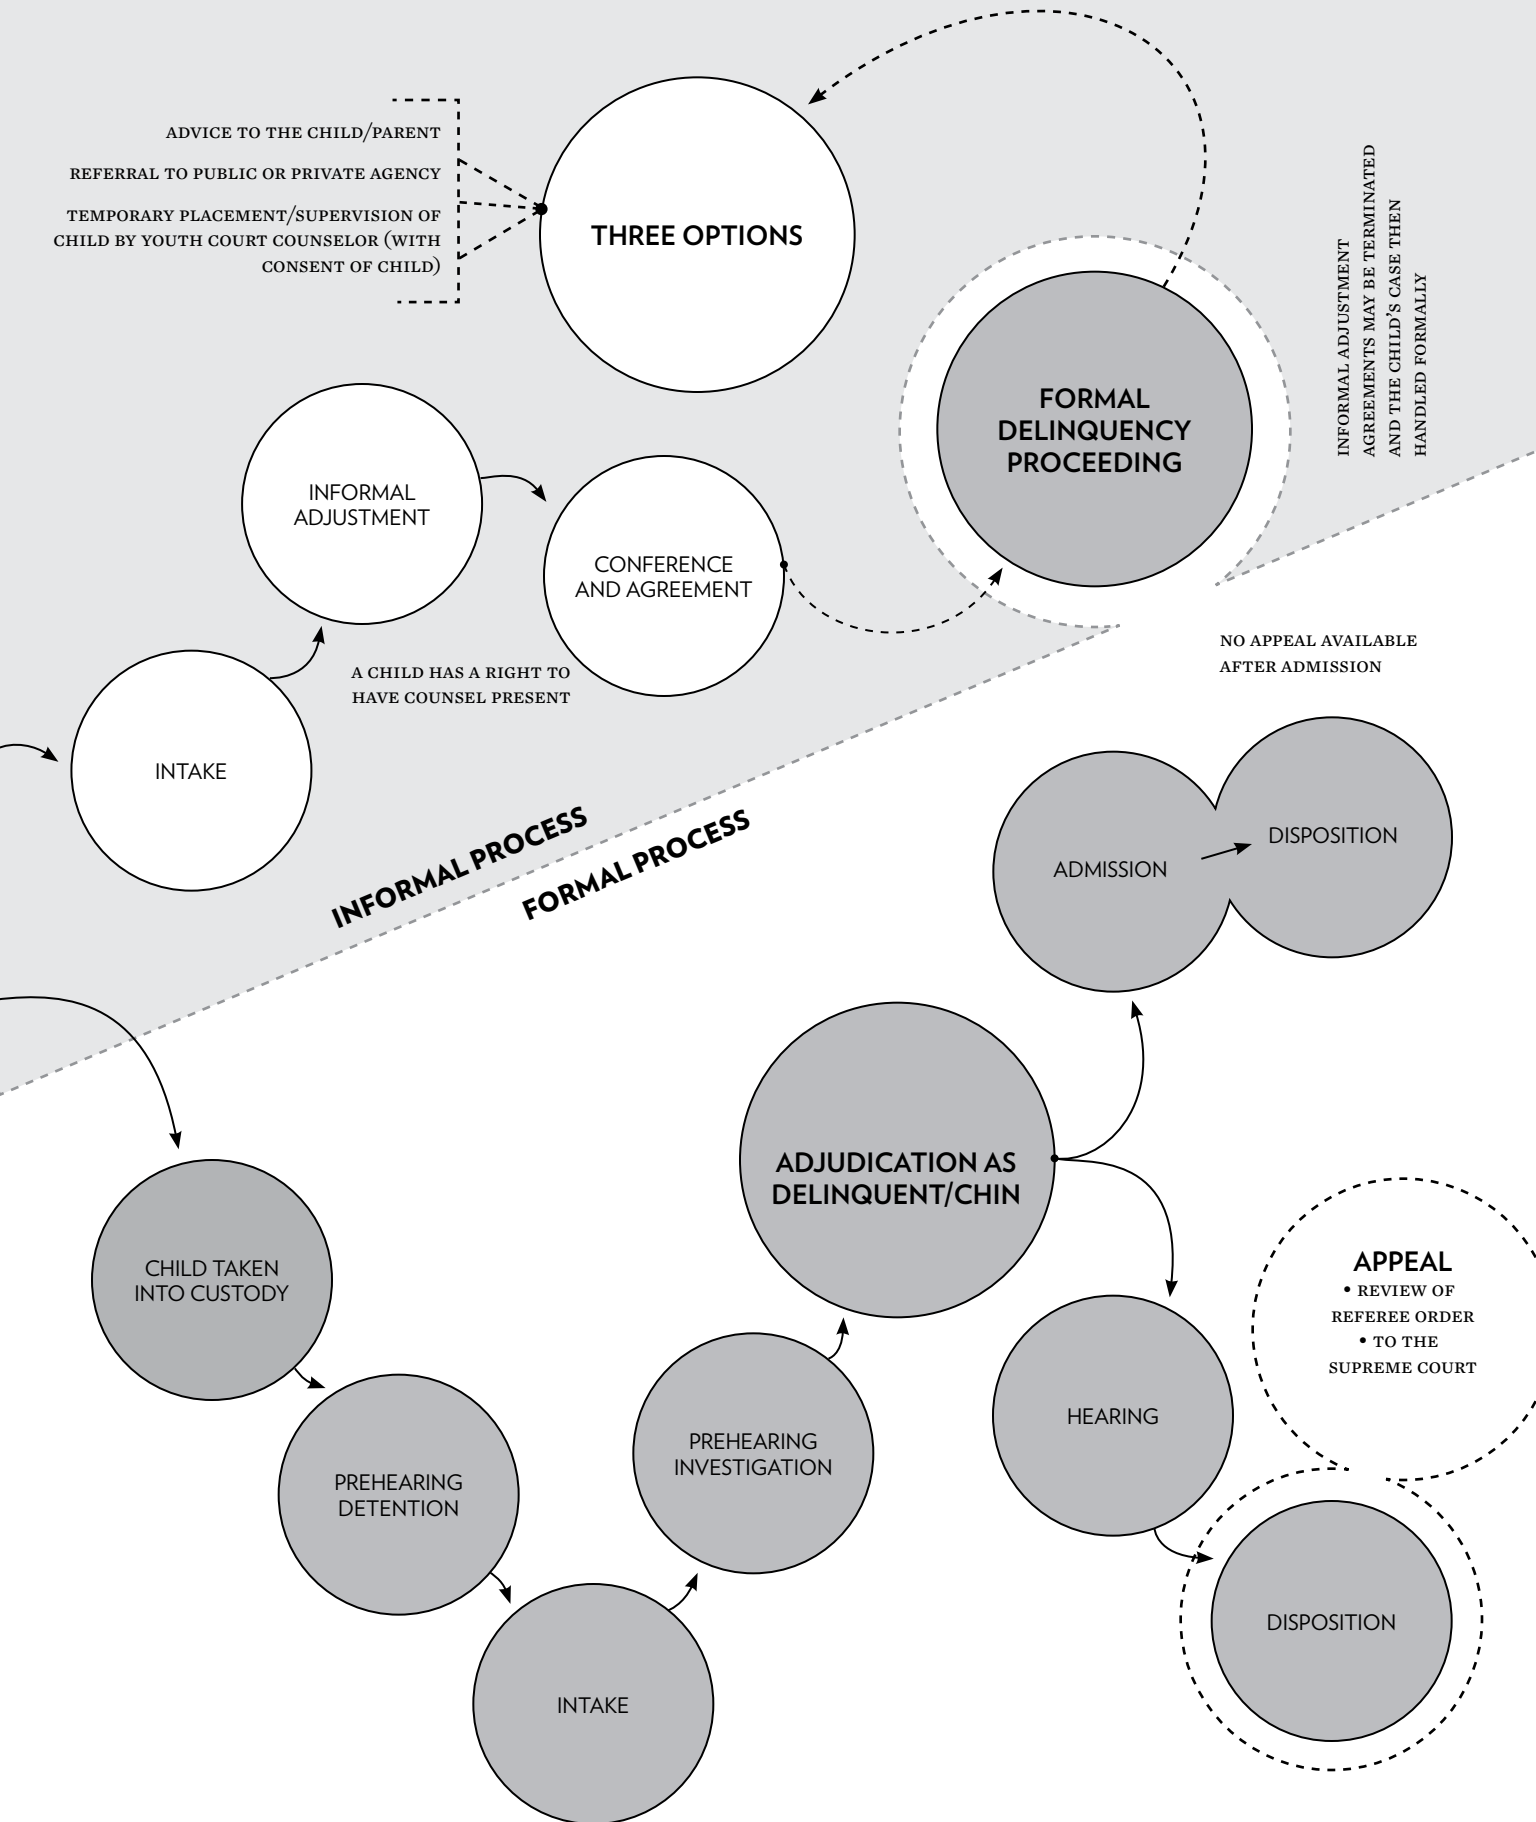 ADVICE TO THE CHILD/PARENT
REFERRAL TO PUBLIC OR PRIVATE AGENCY
TEMPORARY PLACEMENT/SUPERVISION OF
CHILD BY YOUTH COURT COUNSELOR (WITH
CONSENT OF CHILD)
THREE OPTIONS
FORMAL
DELINQUENCY
PROCEEDING
INFORMAL ADJUSTMENT
AGREEMENTS MAY BE TERMINATED
AND THE CHILD’S CASE THEN
HANDLED FORMALLY
INFORMAL
ADJUSTMENT
CONFERENCE
AND AGREEMENT
A CHILD HAS A RIGHT TO
HAVE COUNSEL PRESENT
INTAKE
NO APPEAL AVAILABLE
AFTER ADMISSION
INFORMAL PROCESS
FORMAL PROCESS
ADMISSION
DISPOSITION
ADJUDICATION AS
DELINQUENT/CHIN
CHILD TAKEN
INTO CUSTODY
PREHEARING
DETENTION
INTAKE
PREHEARING
INVESTIGATION
HEARING
APPEAL
• REVIEW OF
REFEREE ORDER
• TO THE
SUPREME COURT
DISPOSITION